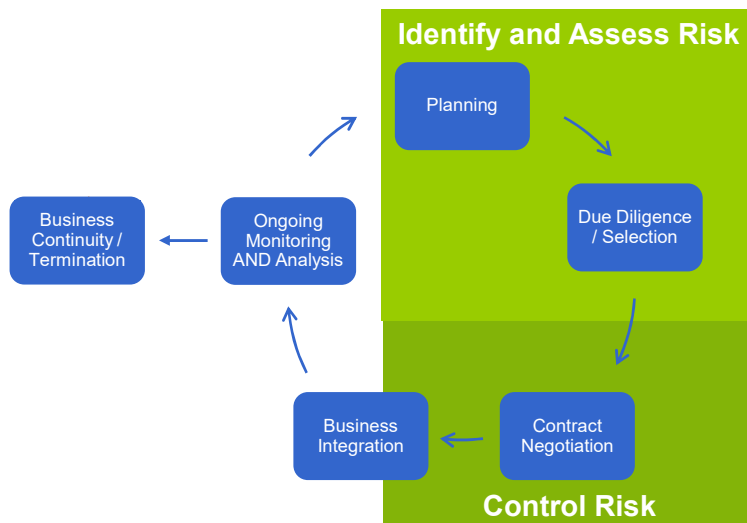 Identify and Assess Risk
Planning
Due Diligence
/ Selection
Contract
Negotiation
Business
Integration
Ongoing
Monitoring
AND Analysis
Business
Continuity /
Termination
Control Risk